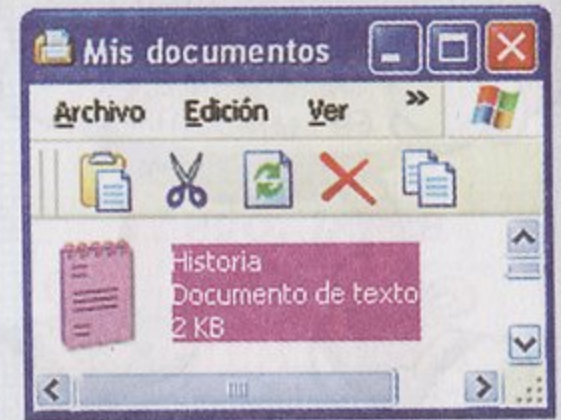 Mis documentos
Archivo Edición Ver »
Historia
Documento de texto
2 KB